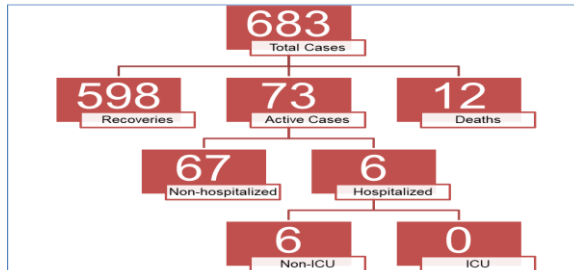 683
Total Cases
598
Recoveries
73
Active Cases
12
Deaths
67
Non-hospitalized
6
Hospitalized
6
Non-ICU
0
ICU